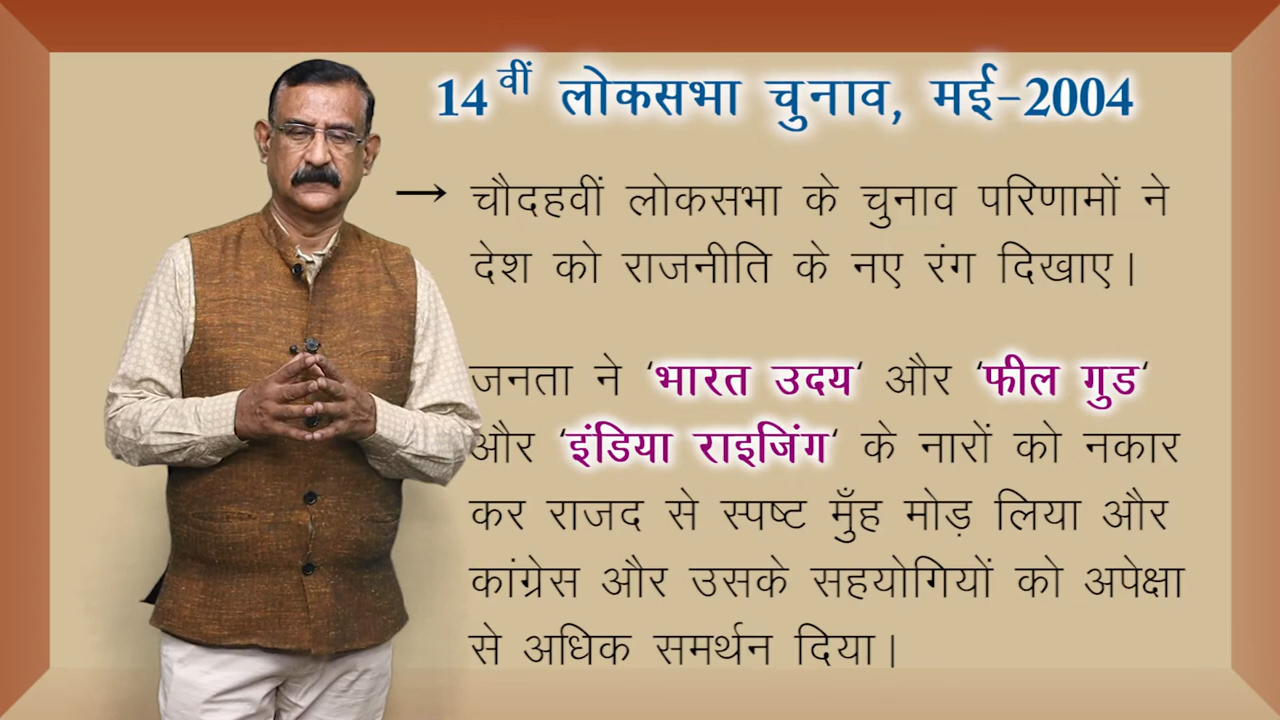 14वीं लोकसभा चुनाव, मई-2004
→ चौदहवीं लोकसभा के चुनाव परिणामों ने
देश को राजनीति के नए रंग दिखाए।
जनता ने ‘भारत उदय‘ और ‘फील गुड‘
और ‘इंडिया राइजिंग‘ के नारों को नकार
कर राजद से स्पष्ट मुँह मोड़ लिया और
कांग्रेस और उसके सहयोगियों को अपेक्षा
से अधिक समर्थन दिया।